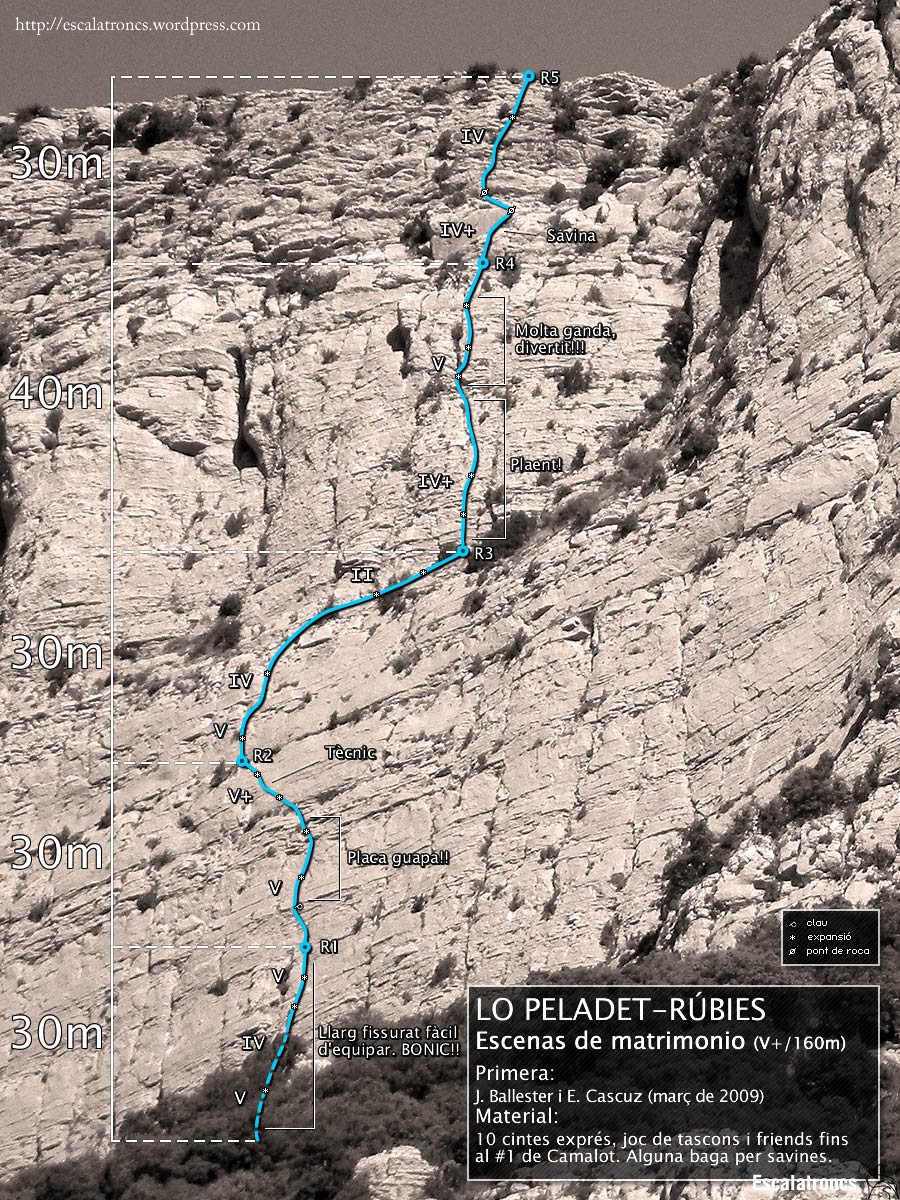 http://escalatroncs.wordpress.com
R5
30m
IV
IV+
Savina
R4
Molta ganda,
divertit!!!
V
40m
Plaent!
IV+
R3
II
30m
IV
V
R2
Tècnic
V+
30m
Placa guapa!!
V
R1
V
30m
Llarg fissurat fàcil
d'equipar. BONIC!!
IV
V
clau
expansió
pont de roca
LO PELADET-RÚBIES
Escenas de matrimonio (V+/160m)
Primera:
J. Ballester i E. Cascuz (març de 2009)
Material:
10 cintes exprés, joc de tascons i friends fins
al #1 de Camalot. Alguna baga per savines.
Escalatroncs